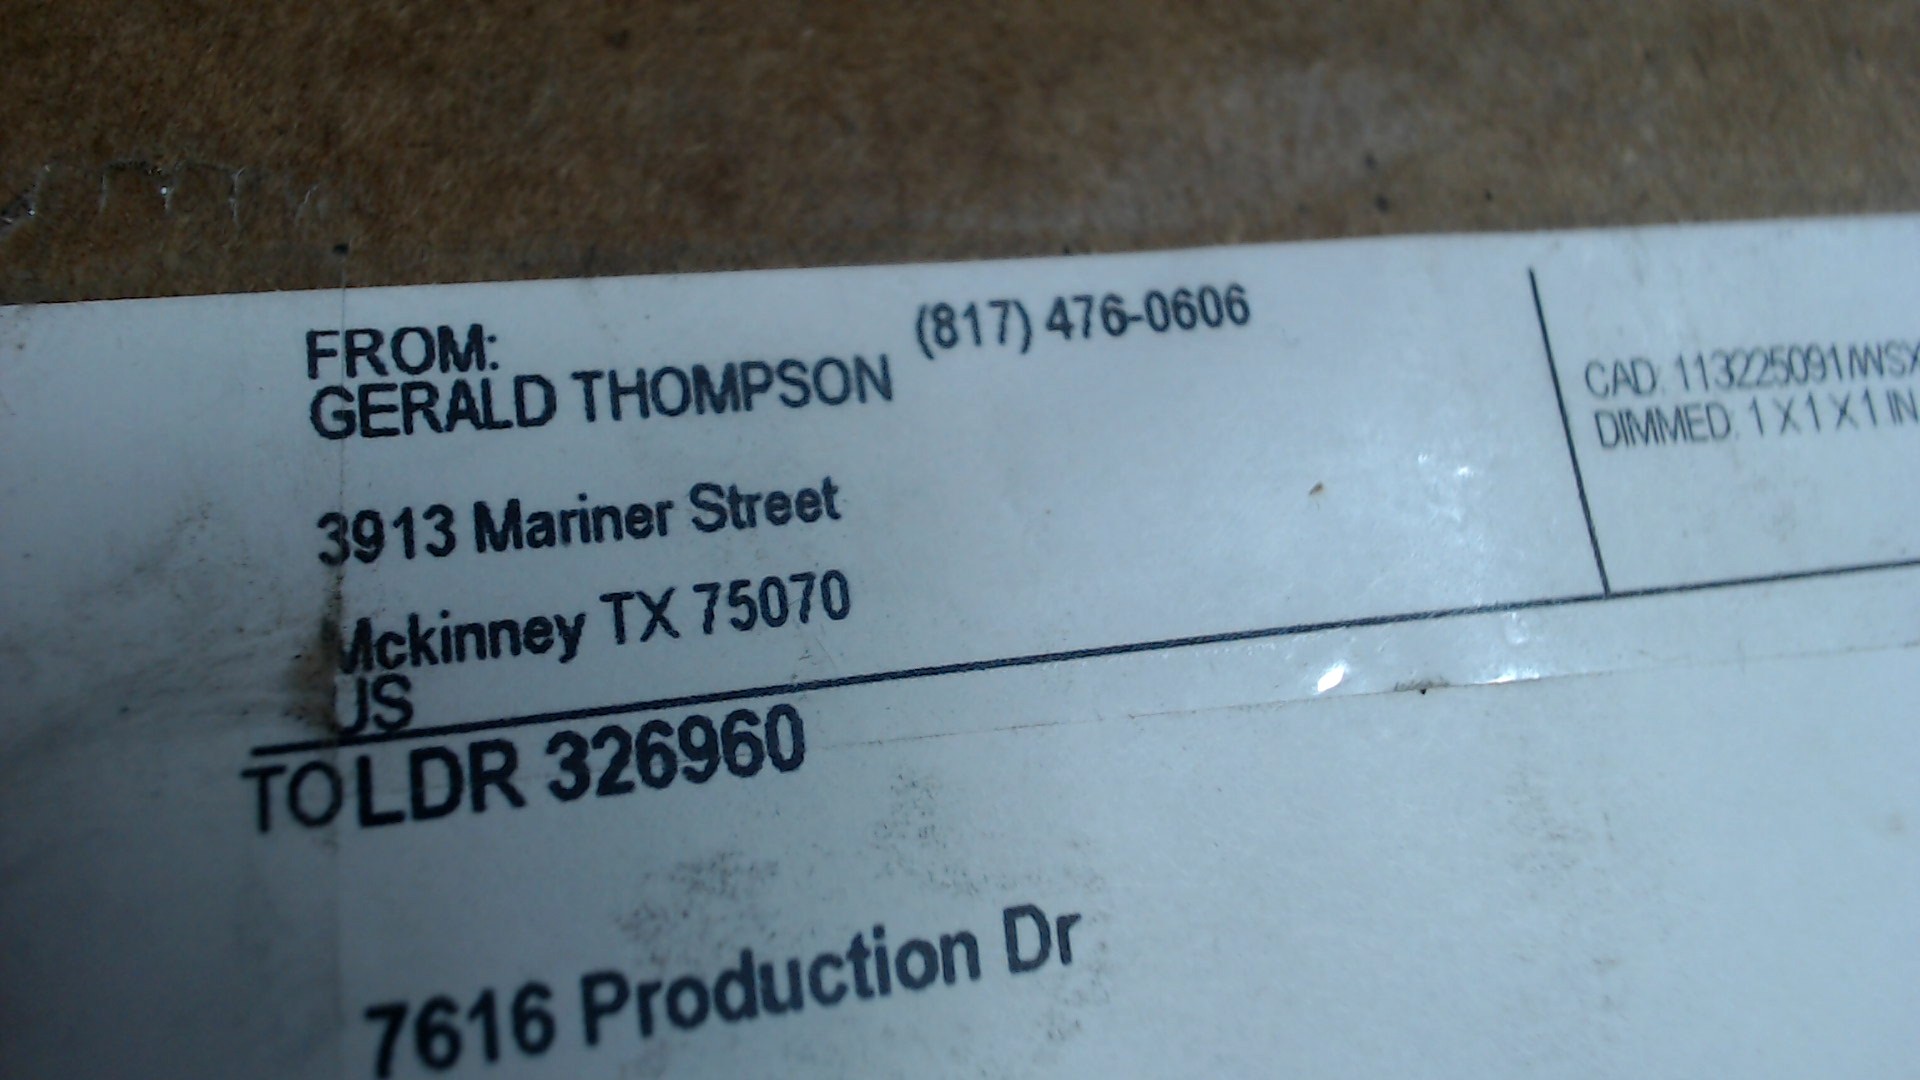 FROM:
(817) 476-0606
GERALD THOMPSON
3913 Mariner Street
Mckinney TX 75070
US
CAD: 113225091/WSX
DIMMED: 1 X 1 X 1 IN
TO LDR 326960
7616 Production Dr